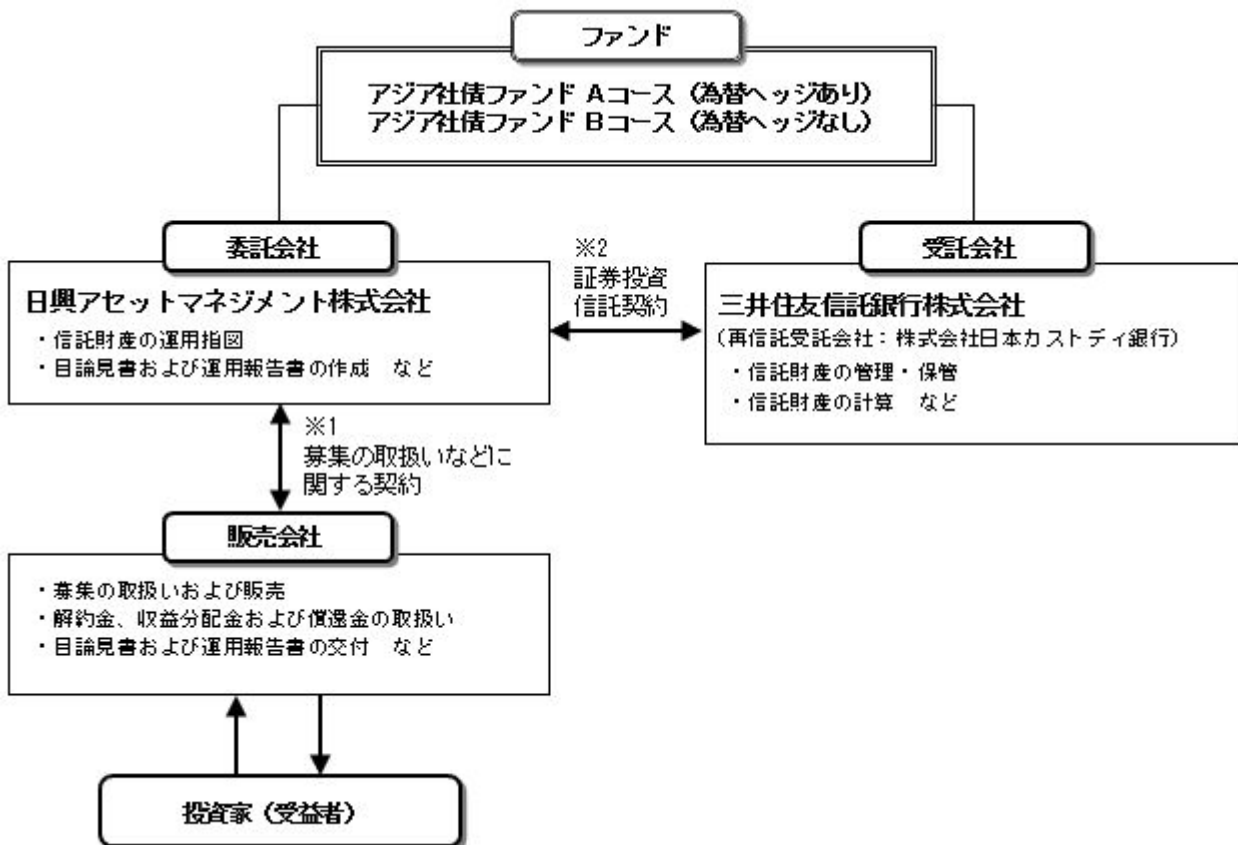 ファンド
アジア社債ファンド Aコース（為替ヘッジあり）
アジア社債ファンド Bコース（為替ヘッジなし）
委託会社
日興アセットマネジメント株式会社
・信託財産の運用指図
・目論見書および運用報告書の作成　など
※2
証券投資
信託契約
受託会社
三井住友信託銀行株式会社
（再信託受託会社：株式会社日本カストディ銀行）
・信託財産の管理・保管
・信託財産の計算　など
※1
募集の取扱いなどに
関する契約
販売会社
・募集の取扱いおよび販売
・解約金、収益分配金および償還金の取扱い
・目論見書および運用報告書の交付　など
投資家（受益者）